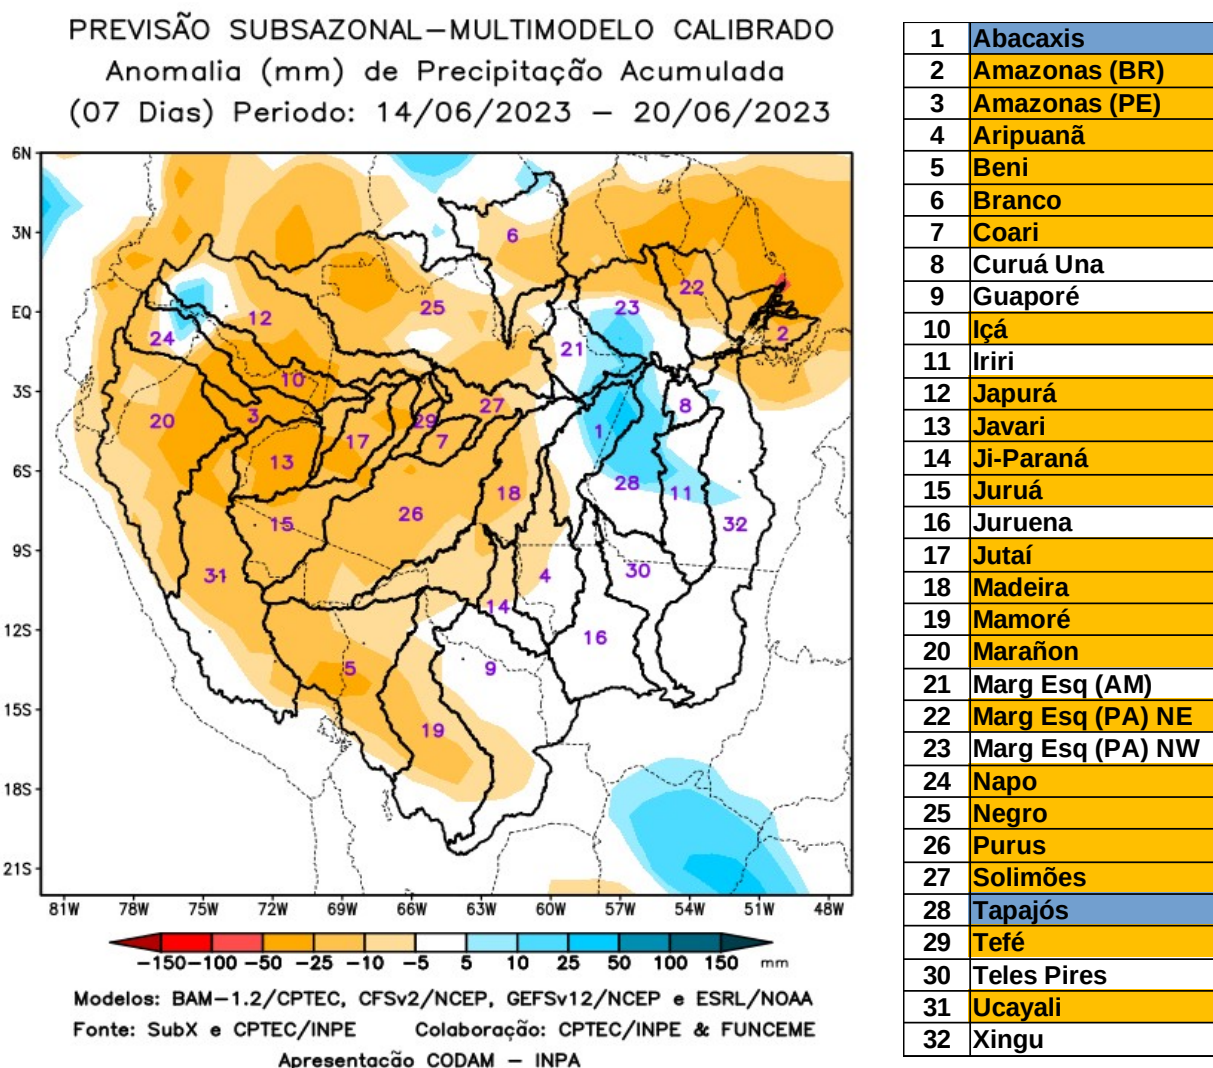 PREVISÃO SUBSAZONAL-MULTIMODELO CALIBRADO
Anomalia (mm) de Precipitação Acumulada
(07 Dias) Periodo: 14/06/2023 - 20/06/2023
6N
3N
EQ
3S
6S
9S
12S
15S
18S
21S
81W 78W 75W 72W 69W 66W 63W 60W 57W 54W 51W 48W
6
22
23
25
12
2
24
21
10
27
8
3
20
29
1
17
7
13
28
11
18
26
15
32
31
4
30
14
16
5
9
19
-150 -100 -50 -25 -10 -5 5 10 25 50 100 150 mm
Modelos: BAM-1.2/CPTEC, CFSv2/NCEP, GEFSv12/NCEP e ESRL/NOAA
Fonte: SubX e CPTEC/INPE Colaboração: CPTEC/INPE & FUNCEME
Apresentação CODAM - INPA
1 Abacaxis
2 Amazonas (BR)
3 Amazonas (PE)
4 Aripuanã
5 Beni
6 Branco
7 Coari
8 Curuá Una
9 Guaporé
10 Içá
11 Iriri
12 Japurá
13 Javari
14 Ji-Paraná
15 Juruá
16 Juruena
17 Jutaí
18 Madeira
19 Mamoré
20 Marañon
21 Marg Esq (AM)
22 Marg Esq (PA) NE
23 Marg Esq (PA) NW
24 Napo
25 Negro
26 Purus
27 Solimões
28 Tapajós
29 Tefé
30 Teles Pires
31 Ucayali
32 Xingu